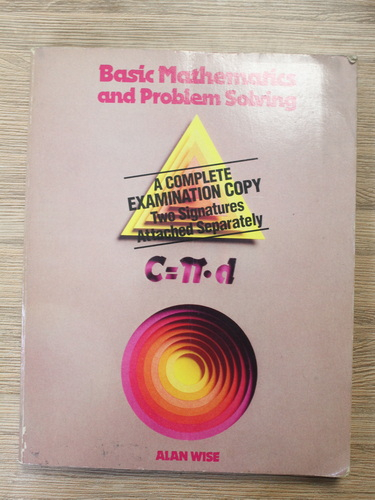 Basic Mathematics
and Problem Solving
A COMPLETE
EXAMINATION COPY
Two Signatures
Attached Separately
C=π·d
ALAN WISE